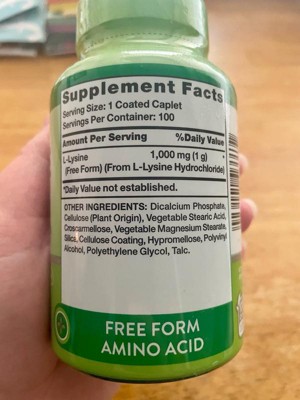 Supplement Facts
Serving Size: 1 Coated Caplet
Servings Per Container: 100
Amount Per Serving %Daily Value
L-Lysine 1,000 mg (1 g) *
(Free Form) (From L-Lysine Hydrochloride)
*Daily Value not established.
OTHER INGREDIENTS: Dicalcium Phosphate,
Cellulose (Plant Origin), Vegetable Stearic Acid,
Croscarmellose, Vegetable Magnesium Stearate,
Silica, Cellulose Coating, Hypromellose, Polyvinyl
Alcohol, Polyethylene Glycol, Talc.
FREE FORM
AMINO ACID